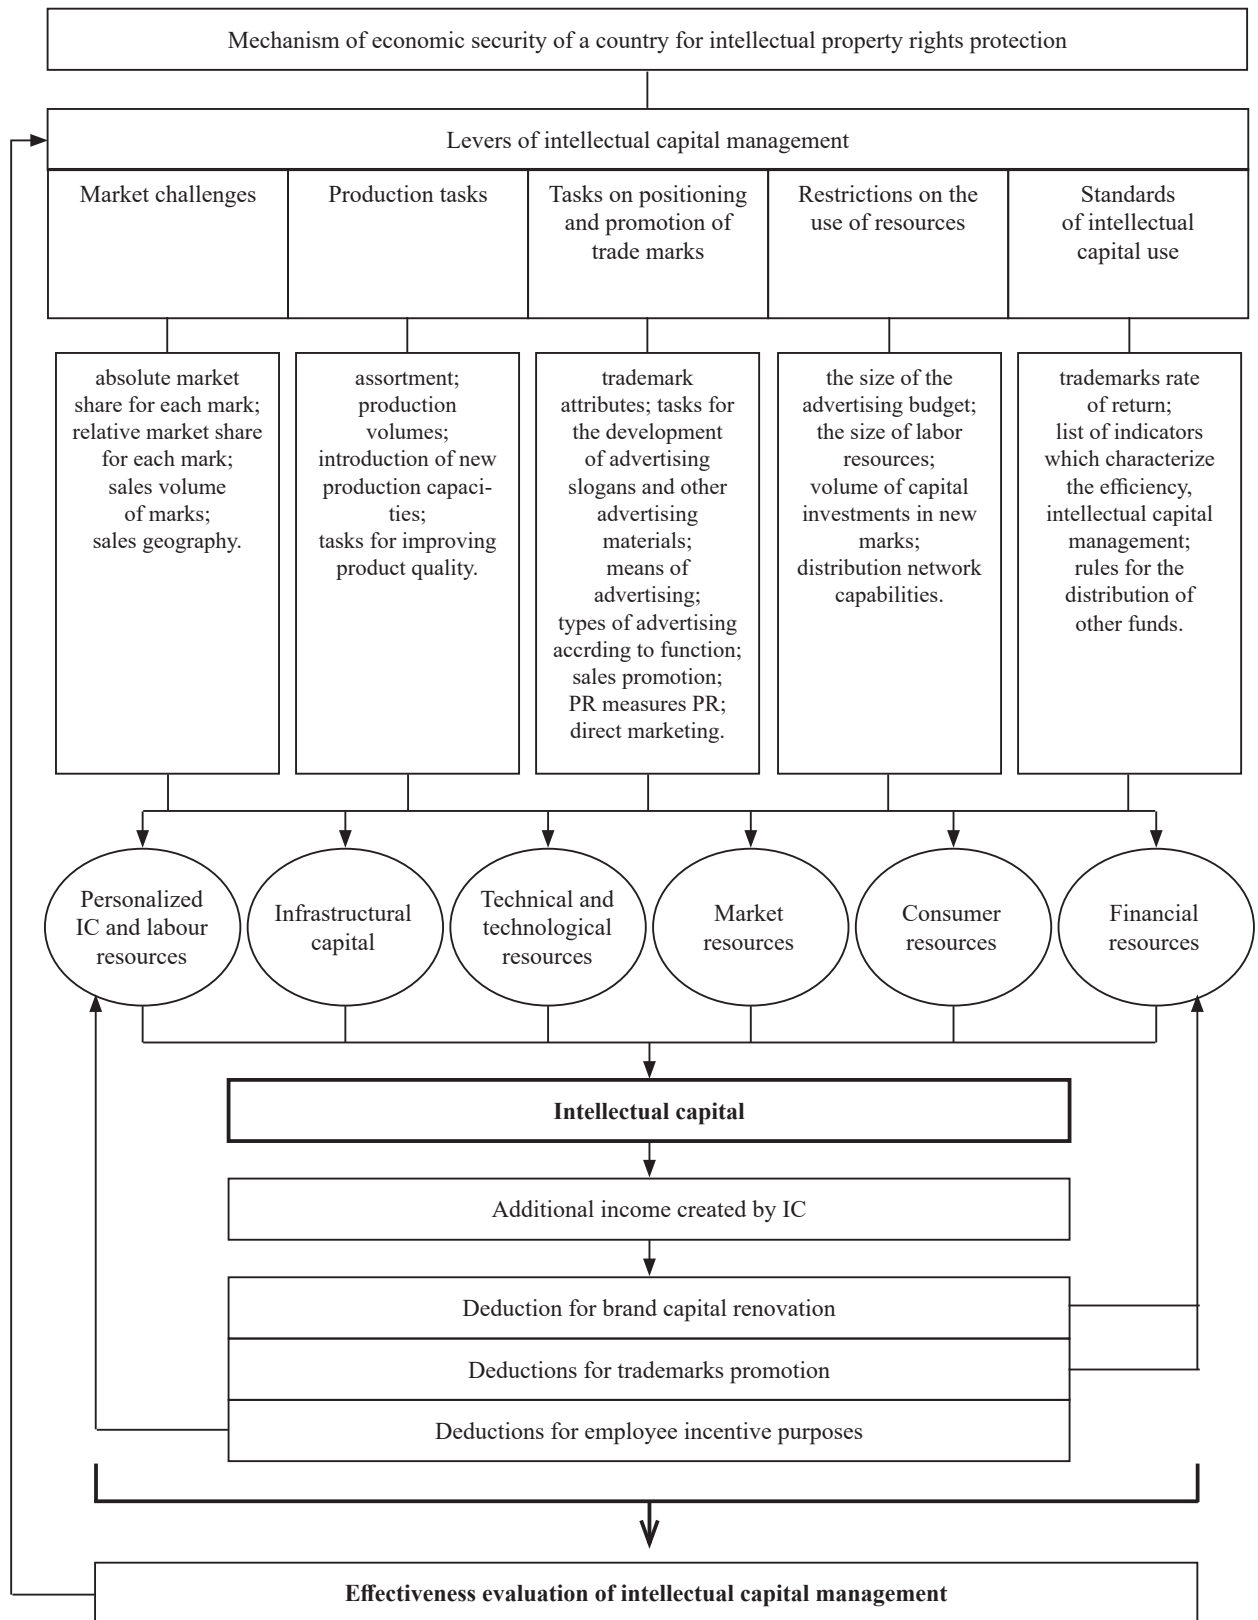 Mechanism of economic security of a country for intellectual property rights protection
Levers of intellectual capital management
Market challenges
Production tasks
Tasks on positioning
and promotion of
trade marks
Restrictions on the
use of resources
Standards
of intellectual
capital use
absolute market
share for each mark;
relative market share
for each mark;
sales volume
of marks;
sales geography.
assortment;
production
volumes;
introduction of new
production capaci-
ties;
tasks for improving
product quality.
trademark
attributes; tasks for
the development
of advertising
slogans and other
advertising
materials;
means of
advertising;
types of advertising
accrding to function;
sales promotion;
PR measures PR;
direct marketing.
the size of the
advertising budget;
the size of labor
resources;
volume of capital
investments in new
marks;
distribution network
capabilities.
trademarks rate
of return;
list of indicators
which characterize
the efficiency,
intellectual capital
management;
rules for the
distribution of
other funds.
Personalized
IC and labour
resources
Infrastructural
capital
Technical and
technological
resources
Market
resources
Consumer
resources
Financial
resources
Intellectual capital
Additional income created by IC
Deduction for brand capital renovation
Deductions for trademarks promotion
Deductions for employee incentive purposes
Effectiveness evaluation of intellectual capital management